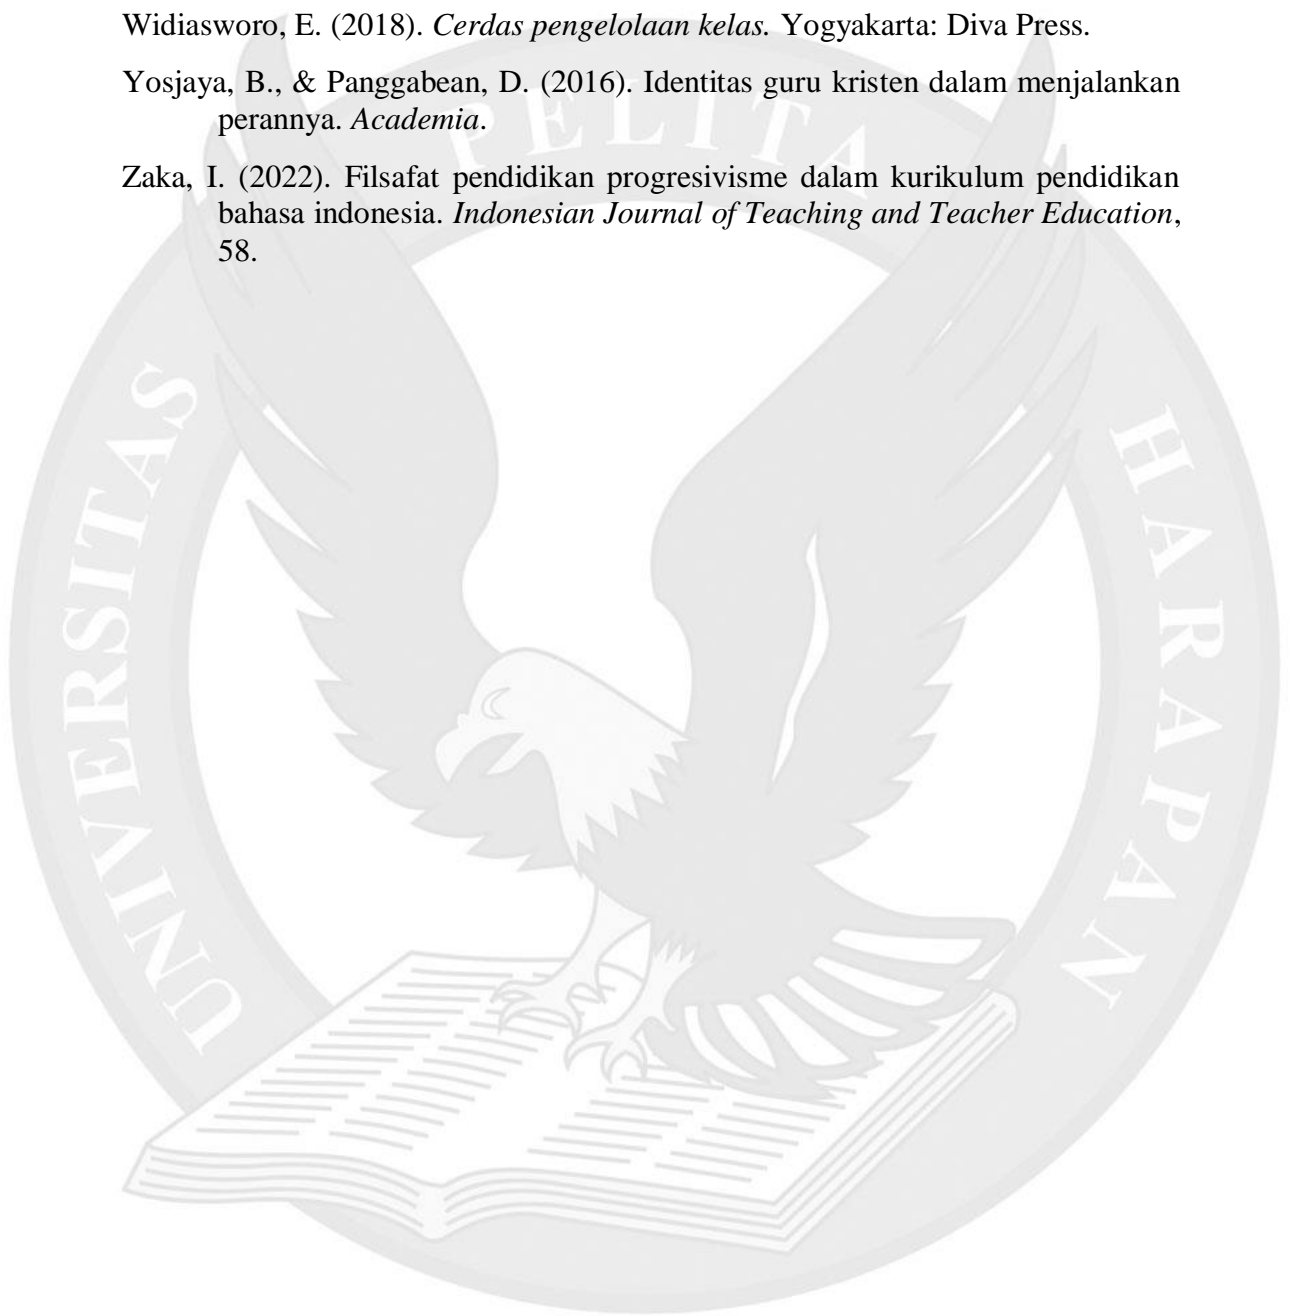 Widiasworo, E. (2018). Cerdas pengelolaan kelas. Yogyakarta: Diva Press.
Yosjaya, B., & Panggabean, D. (2016). Identitas guru kristen dalam menjalankan
perannya. Academia.
Zaka, I. (2022). Filsafat pendidikan progresivisme dalam kurikulum pendidikan
bahasa indonesia. Indonesian Journal of Teaching and Teacher Education,
58.
UNIVERSITAS PELITA HARAPAN